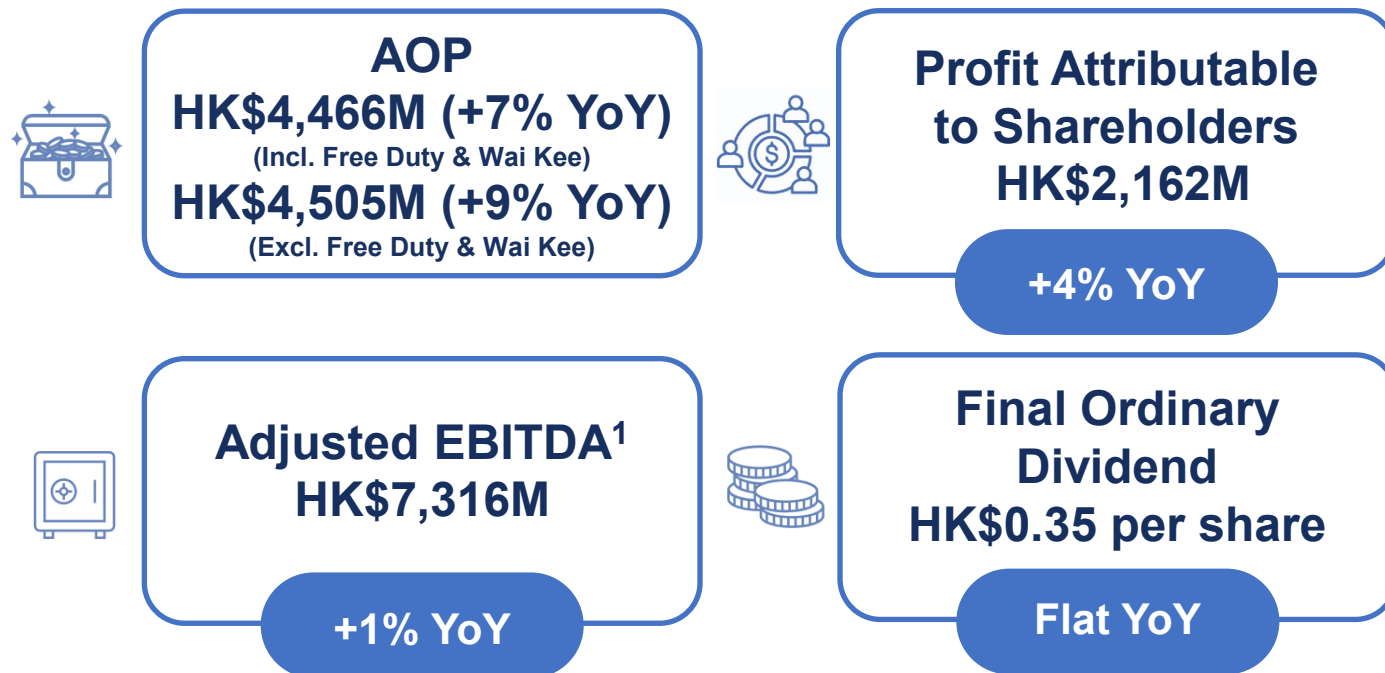 AOP
HK$4,466M (+7% YoY)
(Incl. Free Duty & Wai Kee)
HK$4,505M (+9% YoY)
(Excl. Free Duty & Wai Kee)
$
Profit Attributable
to Shareholders
HK$2,162M
+4% YoY
Adjusted EBITDA¹
HK$7,316M
+1% YoY
Final Ordinary
Dividend
HK$0.35 per share
Flat YoY